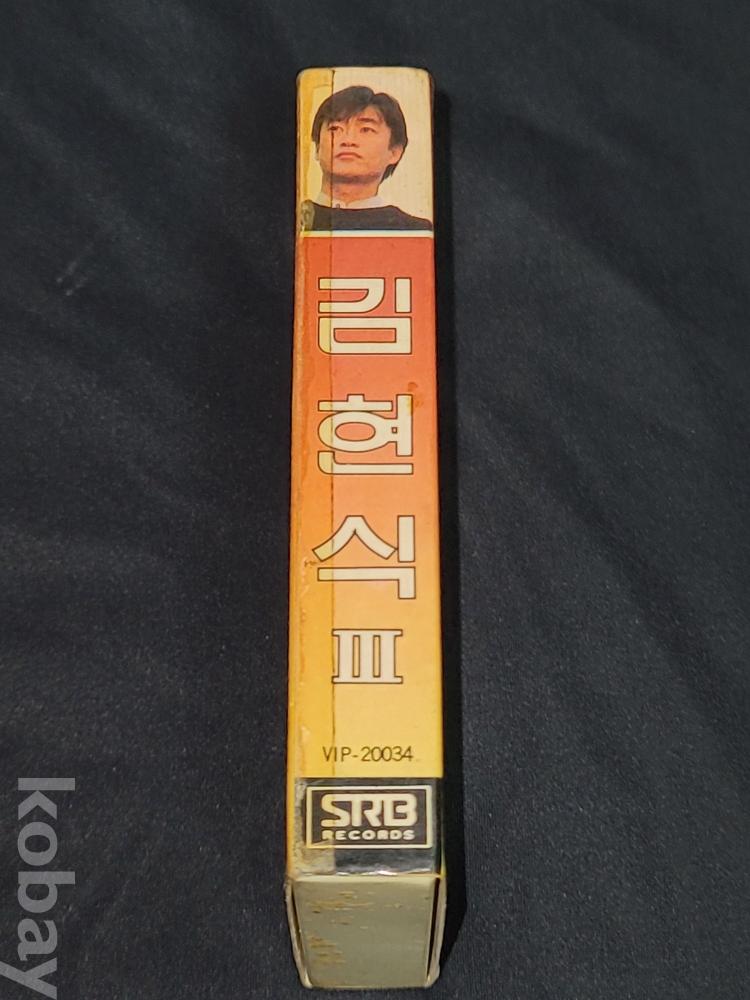 김현식 III
VIP-20034
SRB
RECORDS
kobay